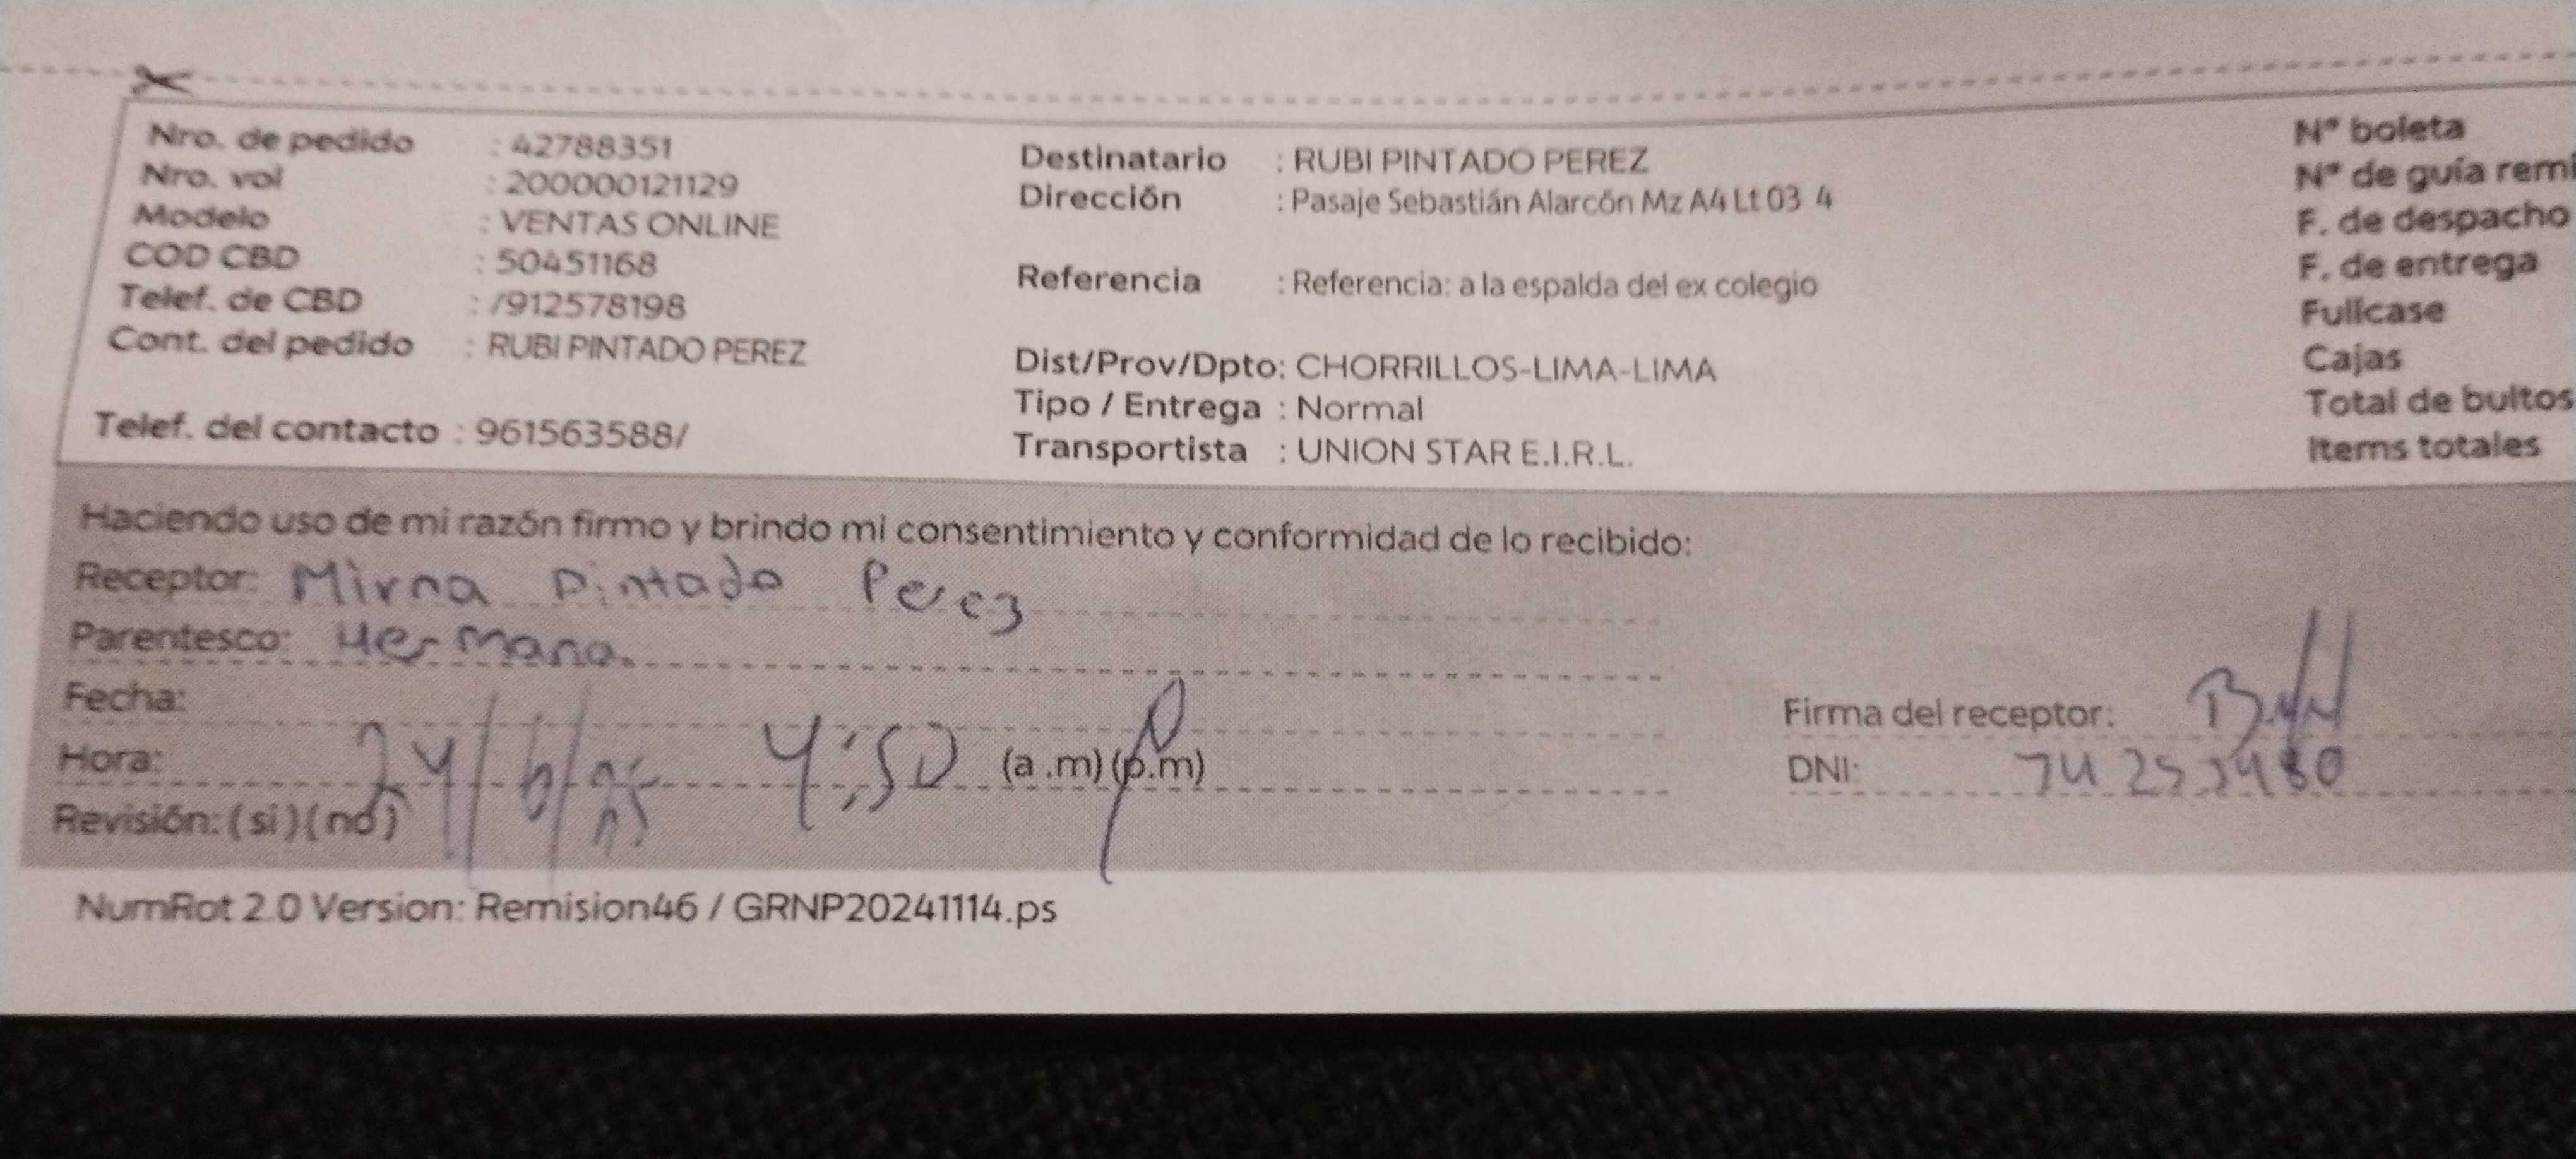 Nro. de pedido : 42788351
Nro. vol : 200000121129
Modelo : VENTAS ONLINE
COD CBD : 50451168
Telef. de CBD : /912578198
Cont. del pedido : RUBI PINTADO PEREZ
Telef. del contacto : 961563588/
Destinatario : RUBI PINTADO PEREZ
Dirección : Pasaje Sebastián Alarcón Mz A4 Lt 03 4
Referencia : Referencia: a la espalda del ex colegio
Dist/Prov/Dpto: CHORRILLOS-LIMA-LIMA
Tipo / Entrega : Normal
Transportista : UNION STAR E.I.R.L.
N° boleta
N° de guía remi
F. de despacho
F. de entrega
Fullcase
Cajas
Total de bultos
Items totales
Haciendo uso de mi razón firmo y brindo mi consentimiento y conformidad de lo recibido:
Receptor: Mirna Pintado Perez
Parentesco: Hermana.
Fecha:
Hora: 24/ 4:50 (a .m) (p.m)
Revisión: (si) (no)
Firma del receptor:
DNI:
NumRot 2.0 Version: Remision46 / GRNP20241114.ps